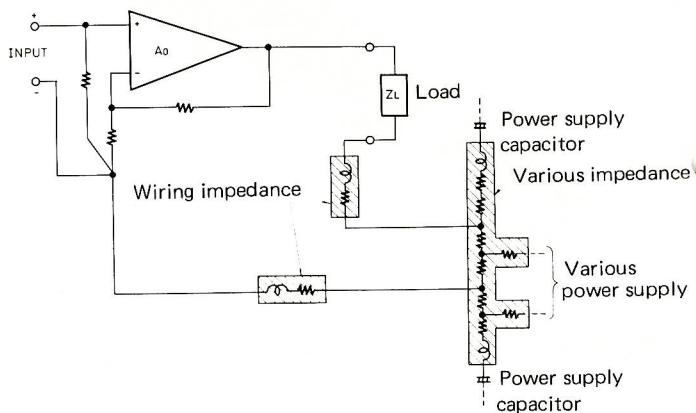 +
INPUT
-
+
A0
-
ZL
Load
Power supply
capacitor
Various impedance
Wiring impedance
Various
power supply
Power supply
capacitor